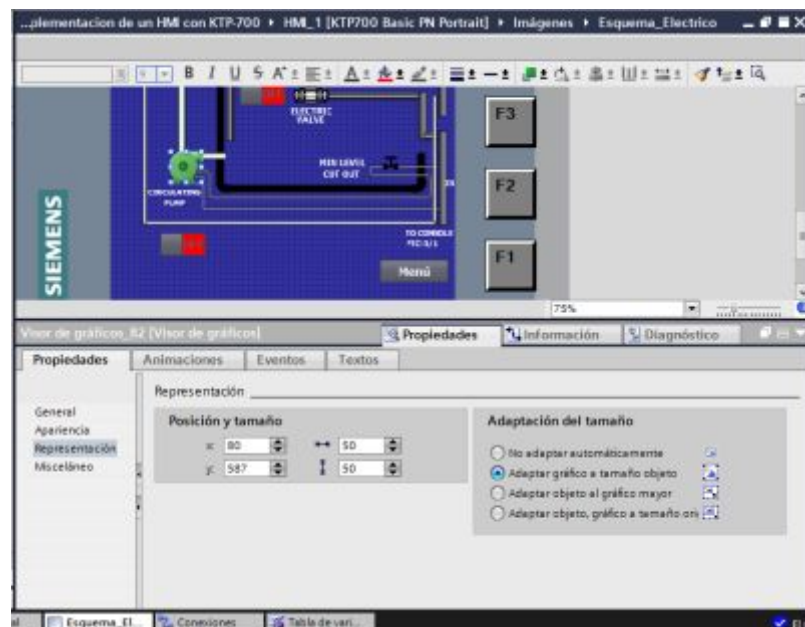 ...plementacion de un HMI con KTP-700 ▸ HMI_1 [KTP700 Basic PN Portrait] ▸ Imágenes ▸ Esquema_Electrico
B I U S A
ELECTRIC
VALVE
F3
MIN LEVEL
CUT OUT
F2
CIRCULATING
PUMP
SIEMENS
TO CONSOLE
F1
Menú
75%
Visor de gráficos_82 [Visor de gráficos]
Propiedades
Información
Diagnóstico
Propiedades
Animaciones
Eventos
Textos
Representación
General
Posición y tamaño
Adaptación del tamaño
Apariencia
x: 80
50
No adaptar automáticamente
Representación
Adaptar gráfico a tamaño objeto
Misceláneo
y: 587
50
Adaptar objeto al gráfico mayor
Adaptar objeto, gráfico a tamaño ori
Esquema_El...
Conexiones
Tabla de vari...